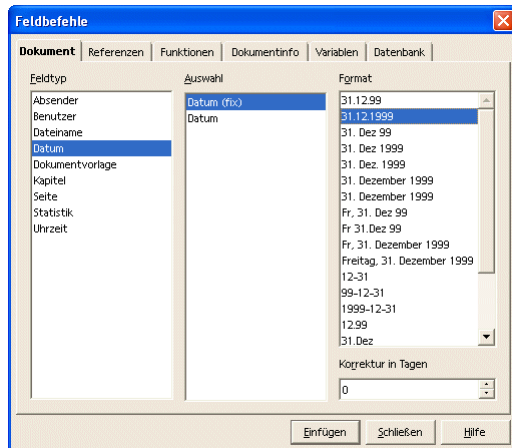 Feldbefehle
Dokument Referenzen Funktionen Dokumentinfo Variablen Datenbank
Feldtyp
Absender
Benutzer
Dateiname
Datum
Dokumentvorlage
Kapitel
Seite
Statistik
Uhrzeit
Auswahl
Datum (fix)
Datum
Format
31.12.99
31.12.1999
31. Dez 99
31. Dez 1999
31. Dez. 1999
31. Dezember 1999
31. Dezember 1999
Fr, 31. Dez 99
Fr 31.Dez 99
Fr, 31. Dezember 1999
Freitag, 31. Dezember 1999
12-31
99-12-31
1999-12-31
12.99
31.Dez
Korrektur in Tagen
0
Einfügen Schließen Hilfe